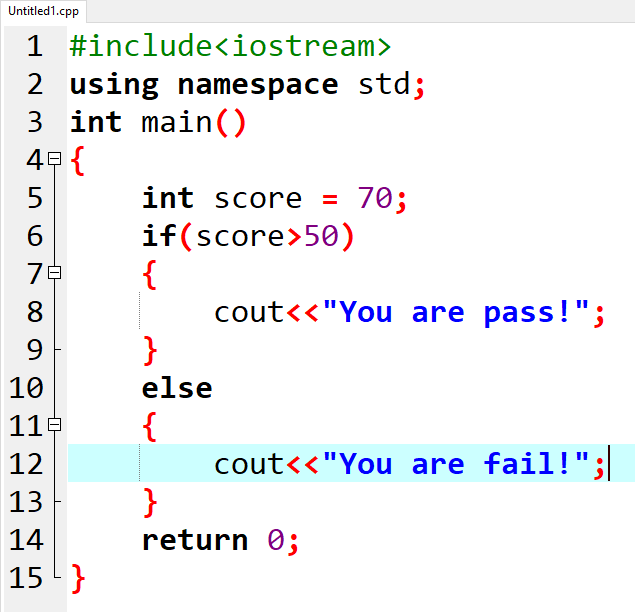 Untitled1.cpp
1 #include<iostream>
2 using namespace std;
3 int main()
4 {
5     int score = 70;
6     if(score>50)
7     {
8         cout<<"You are pass!";
9     }
10     else
11     {
12         cout<<"You are fail!";
13     }
14     return 0;
15 }